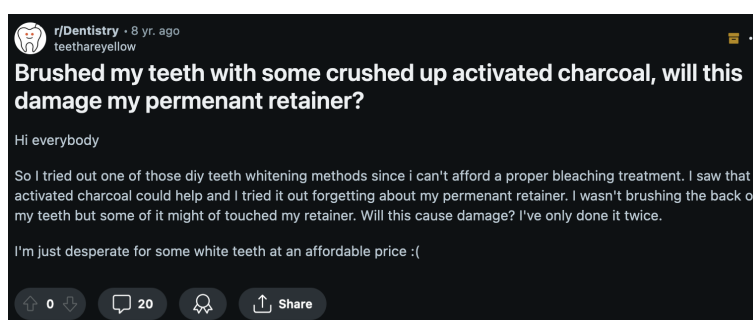 r/Dentistry • 8 yr. ago
teethareyellow
Brushed my teeth with some crushed up activated charcoal, will this
damage my permenant retainer?
Hi everybody
So I tried out one of those diy teeth whitening methods since i can't afford a proper bleaching treatment. I saw that
activated charcoal could help and I tried it out forgetting about my permenant retainer. I wasn't brushing the back o
my teeth but some of it might of touched my retainer. Will this cause damage? I've only done it twice.
I'm just desperate for some white teeth at an affordable price :(
0 20 Share